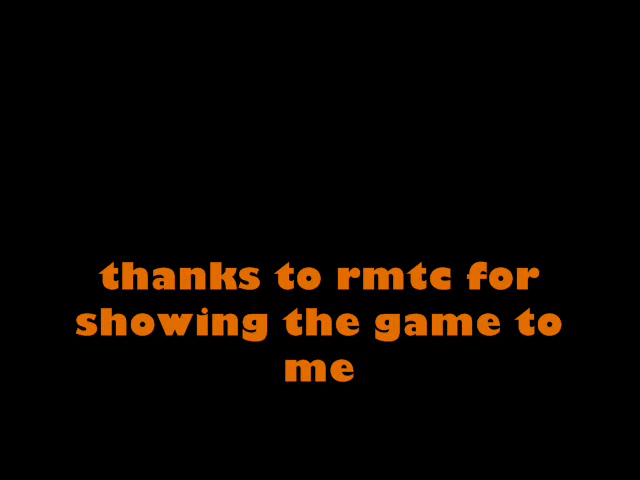 thanks to rmtc for
showing the game to
me